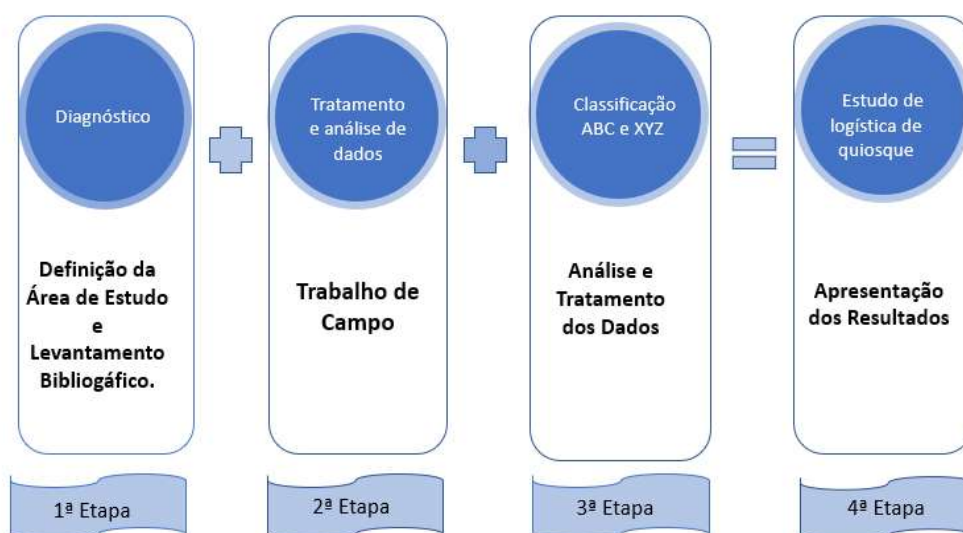 Diagnóstico
Definição da
Área de Estudo
e
Levantamento
Bibliogáfico.
1ª Etapa
Tratamento
e análise de
dados
Trabalho de
Campo
2ª Etapa
Classificação
ABC e XYZ
Análise e
Tratamento
dos Dados
3ª Etapa
Estudo de
logística de
quiosque
Apresentação
dos Resultados
4ª Etapa